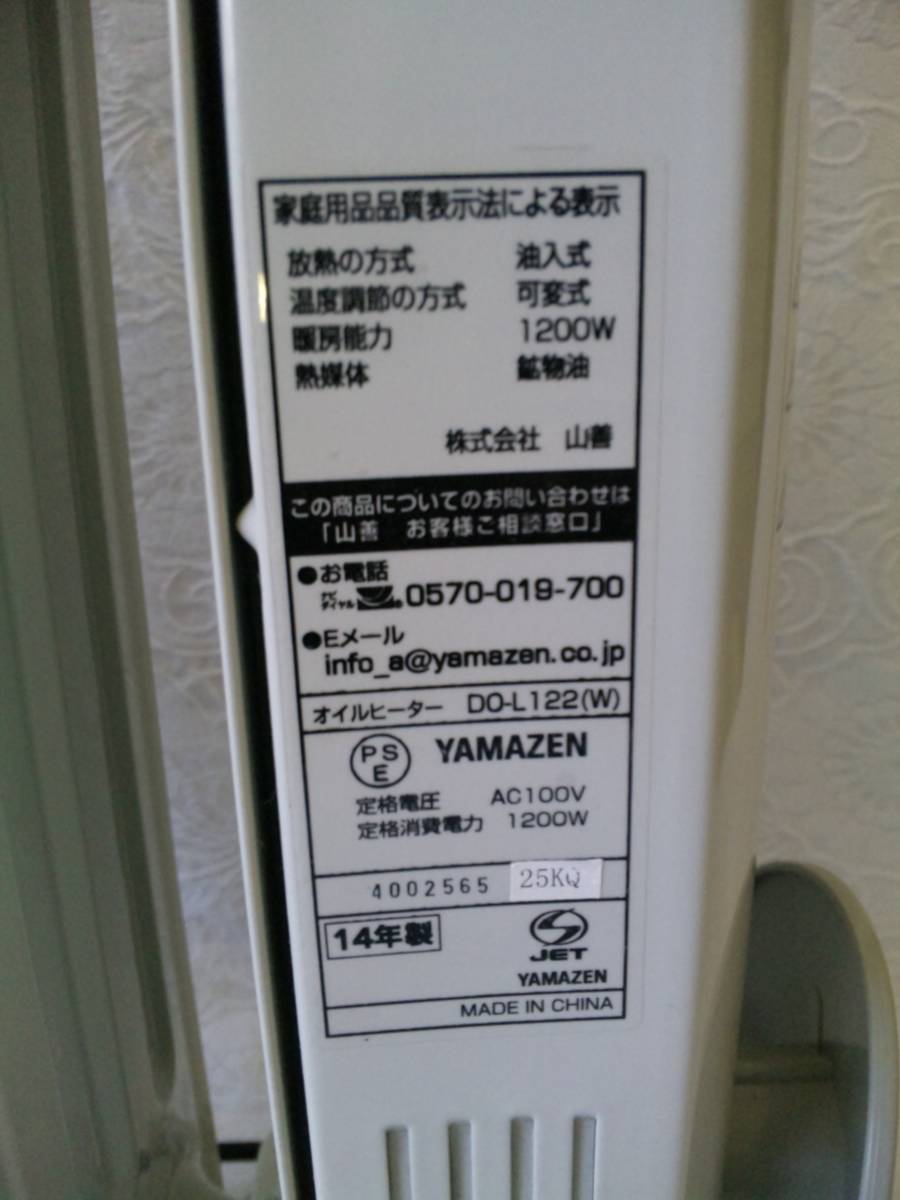 家庭用品品質表示法による表示
放熱の方式 油入式
温度調節の方式 可変式
暖房能力 1200W
熱媒体 鉱物油
株式会社 山善
この商品についてのお問い合わせは
「山善 お客様ご相談窓口」
●お電話
ナビダイヤル 0570-019-700
●Eメール
info_a@yamazen.co.jp
オイルヒーター DO-L122(W)
PSE YAMAZEN
定格電圧 AC100V
定格消費電力 1200W
4002565 25KQ
14年製
JET
YAMAZEN
MADE IN CHINA